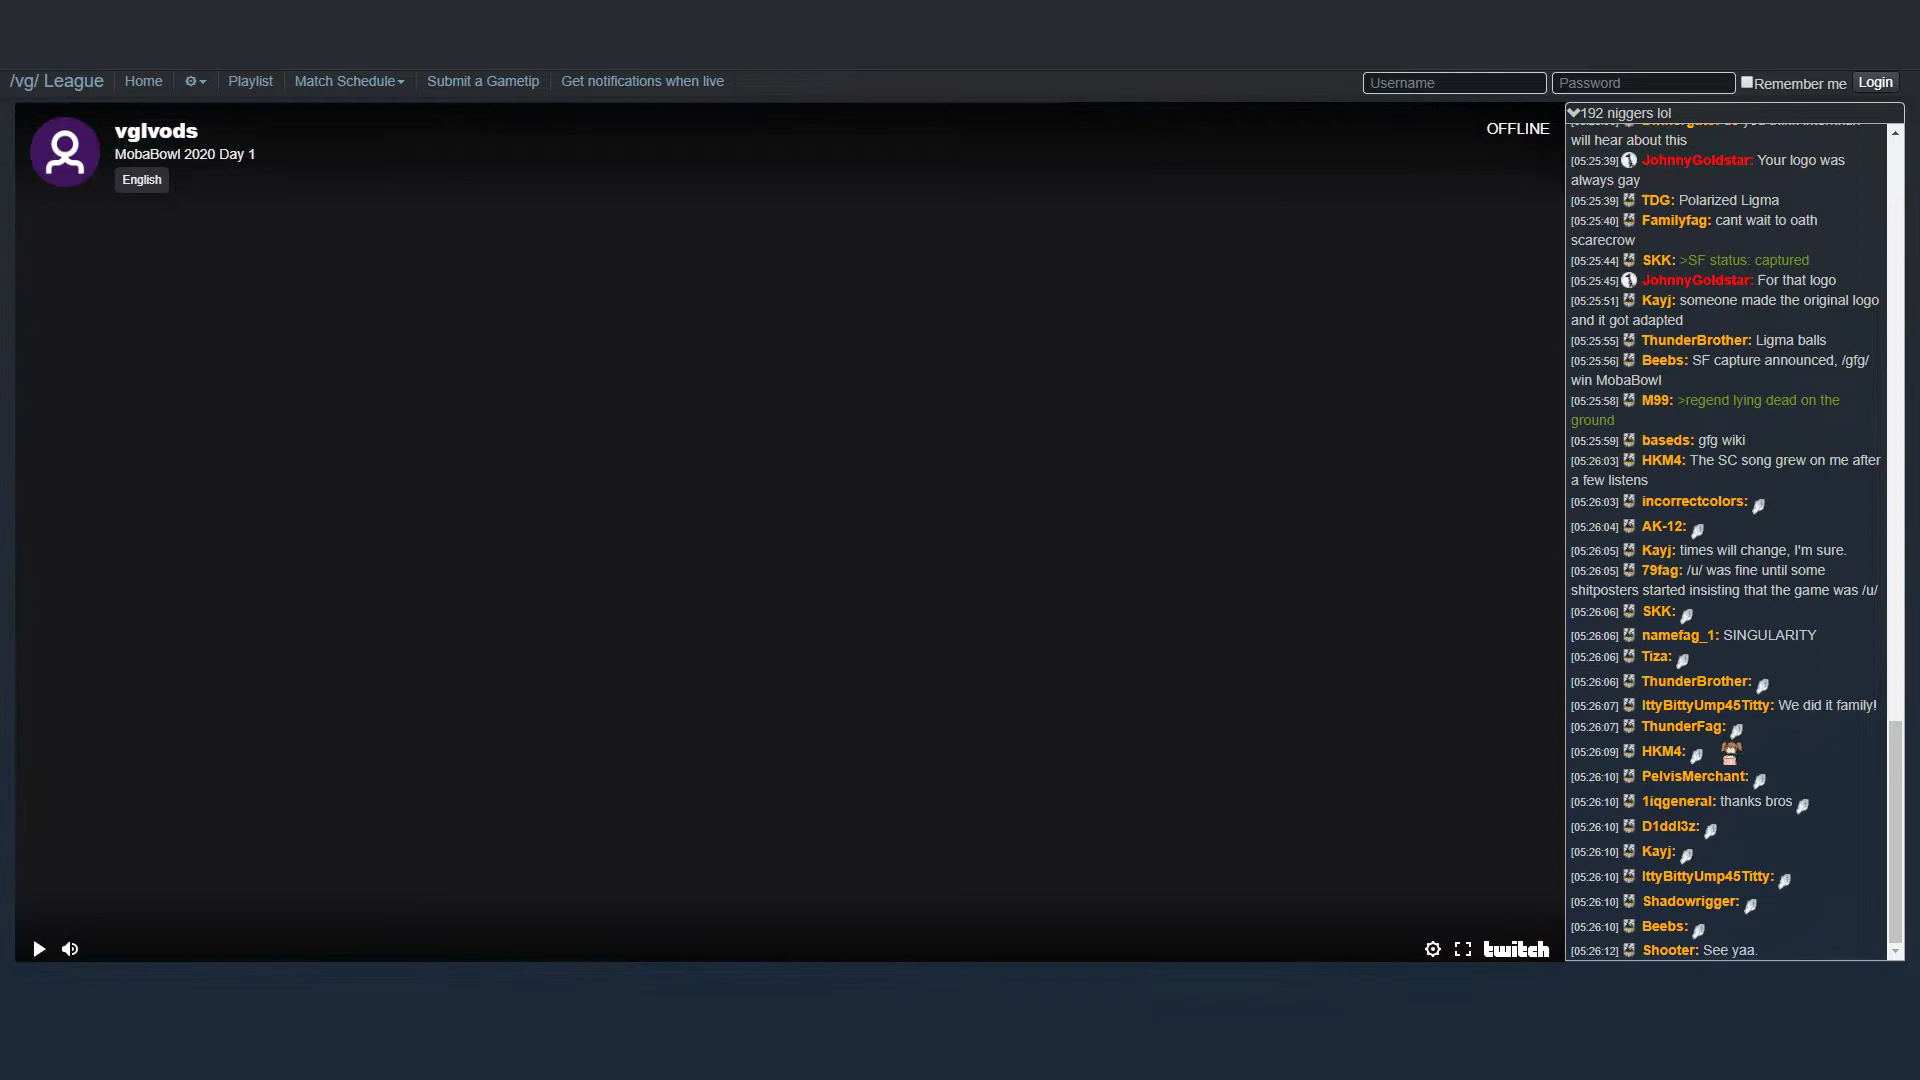 /vg/ League Home Playlist Match Schedule Submit a Gametip Get notifications when live Username Password Remember me Login
vglvods
MobaBowl 2020 Day 1
English
OFFLINE
192 niggers lol
will hear about this
[05:25:39] JohnnyGoldstar: Your logo was
always gay
[05:25:39] TDG: Polarized Ligma
[05:25:40] Familyfag: cant wait to oath
scarecrow
[05:25:44] SKK: >SF status: captured
[05:25:45] JohnnyGoldstar: For that logo
[05:25:51] Kayj: someone made the original logo
and it got adapted
[05:25:55] ThunderBrother: Ligma balls
[05:25:56] Beebs: SF capture announced, /gfg/
win MobaBowl
[05:25:58] M99: >regend lying dead on the
ground
[05:25:59] baseds: gfg wiki
[05:26:03] HKM4: The SC song grew on me after
a few listens
[05:26:03] incorrectcolors:
[05:26:04] AK-12:
[05:26:05] Kayj: times will change, I'm sure.
[05:26:05] 79fag: /u/ was fine until some
shitposters started insisting that the game was /u/
[05:26:06] SKK:
[05:26:06] namefag_1: SINGULARITY
[05:26:06] Tiza:
[05:26:06] ThunderBrother:
[05:26:07] IttyBittyUmp45Titty: We did it family!
[05:26:07] ThunderFag:
[05:26:09] HKM4:
[05:26:10] PelvisMerchant:
[05:26:10] 1iqgeneral: thanks bros
[05:26:10] D1ddl3z:
[05:26:10] Kayj:
[05:26:10] IttyBittyUmp45Titty:
[05:26:10] Shadowrigger:
[05:26:10] Beebs:
[05:26:12] Shooter: See yaa.
twitch